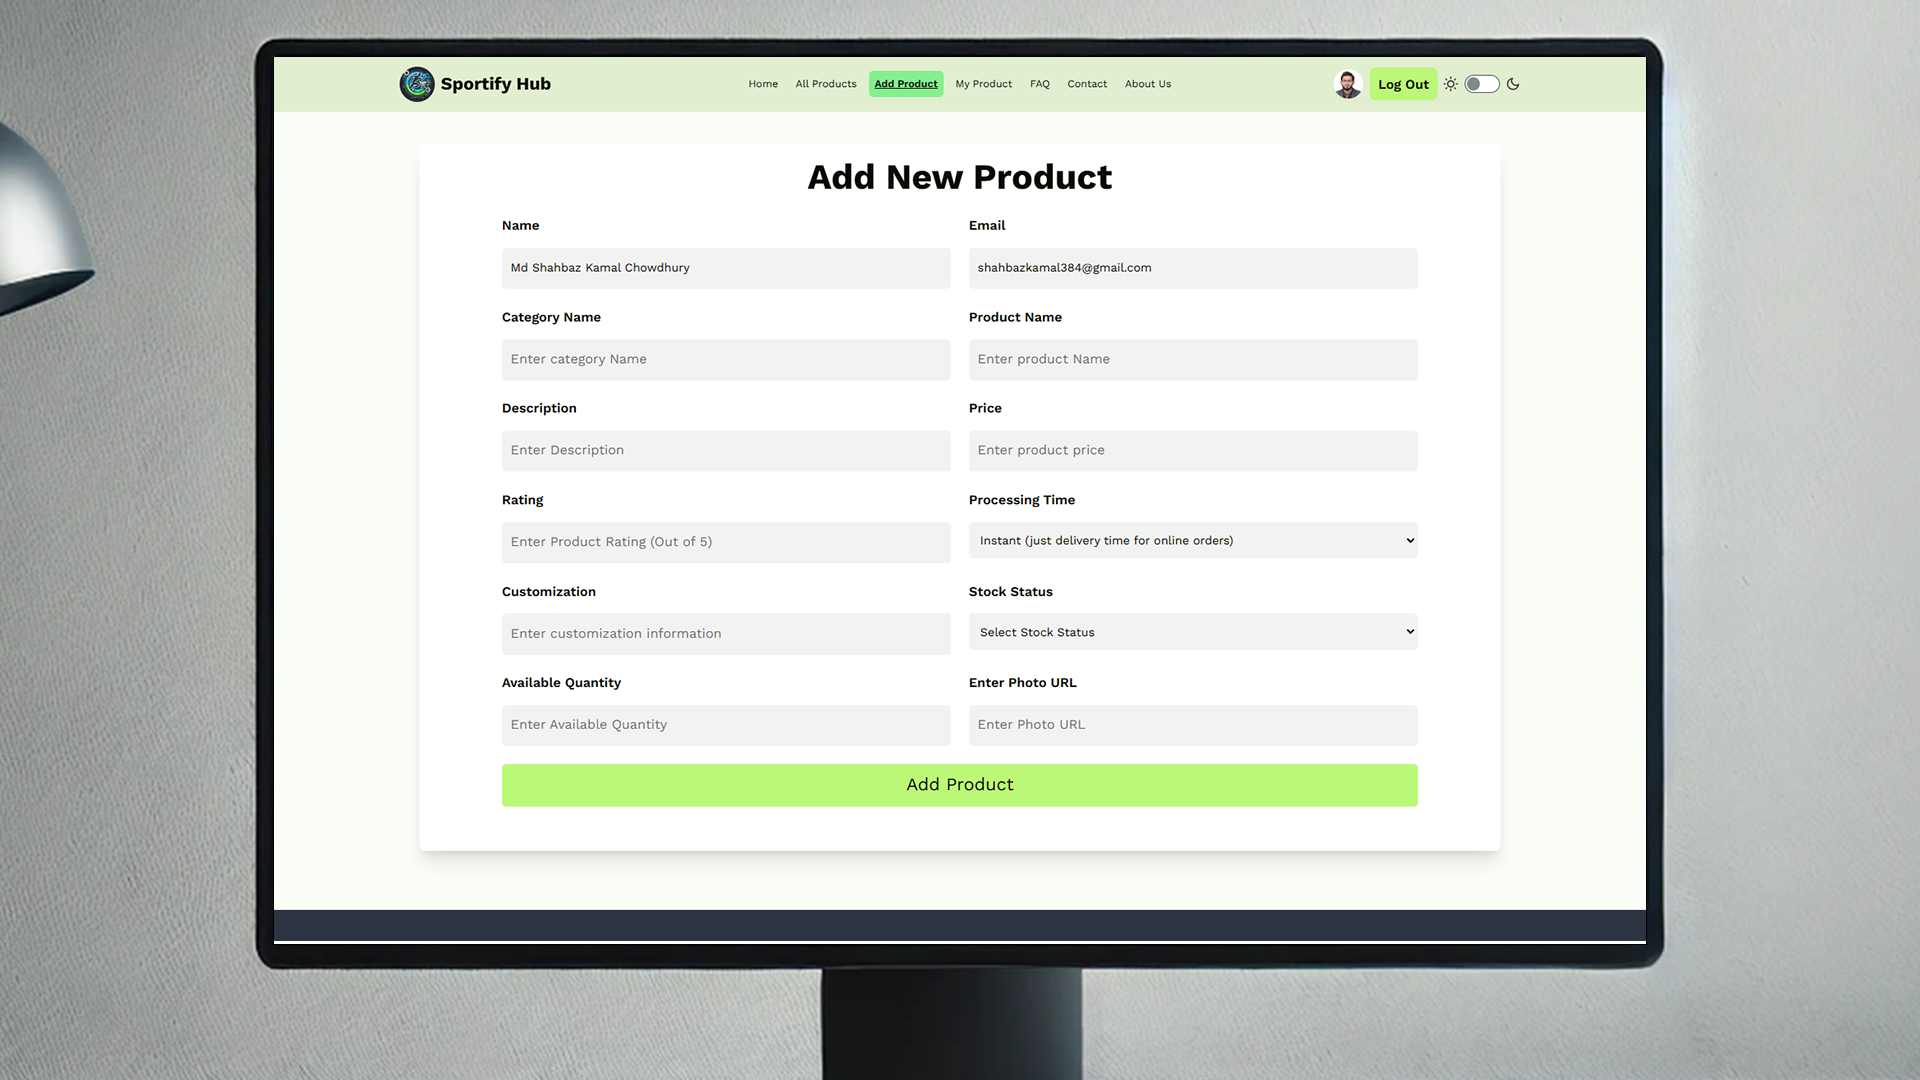 Sportify Hub
Home All Products Add Product My Product FAQ Contact About Us
Log Out
Add New Product
Name Email
Md Shahbaz Kamal Chowdhury shahbazkamal384@gmail.com
Category Name Product Name
Enter category Name Enter product Name
Description Price
Enter Description Enter product price
Rating Processing Time
Enter Product Rating (Out of 5) Instant (just delivery time for online orders)
Customization Stock Status
Enter customization information Select Stock Status
Available Quantity Enter Photo URL
Enter Available Quantity Enter Photo URL
Add Product